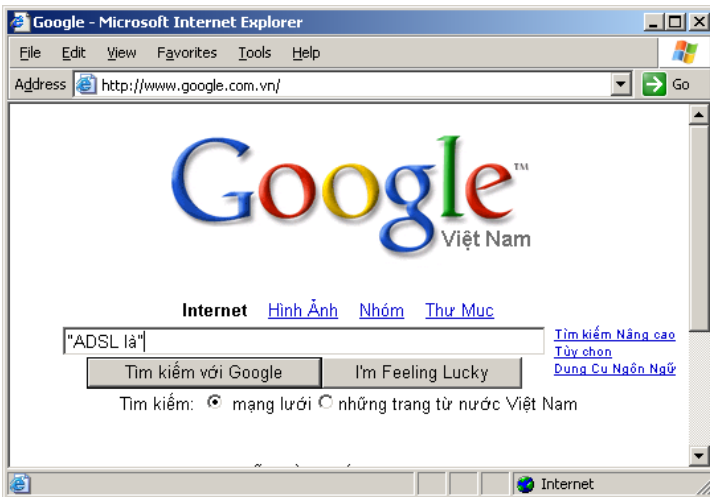 Google - Microsoft Internet Explorer
File Edit View Favorites Tools Help
Address http://www.google.com.vn/ Go
Google™
Việt Nam
Internet Hình Ảnh Nhóm Thư Mục
"ADSL là"
Tìm kiếm Nâng cao
Tùy chọn
Dụng Cụ Ngôn Ngữ
Tìm kiếm với Google I'm Feeling Lucky
Tìm kiếm: mạng lưới những trang từ nước Việt Nam
Internet